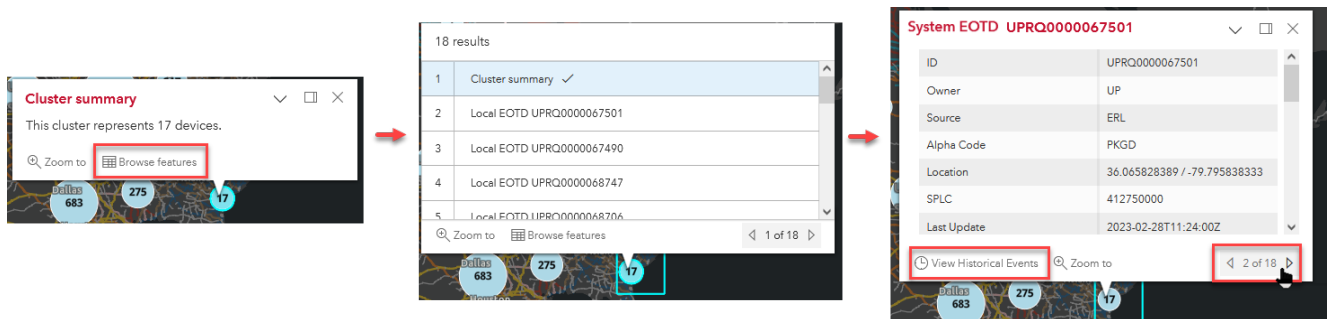 Cluster summary
This cluster represents 17 devices.
Zoom to Browse features
Dallas
683
275
17
18 results
1 Cluster summary
2 Local EOTD UPRQ0000067501
3 Local EOTD UPRQ0000067490
4 Local EOTD UPRQ0000068747
5 Local EOTD UPRQ0000068706
Zoom to Browse features 1 of 18
Dallas
683
275
17
Houston
System EOTD UPRQ0000067501
ID UPRQ0000067501
Owner UP
Source ERL
Alpha Code PKGD
Location 36.065828389 / -79.795838333
SPLC 412750000
Last Update 2023-02-28T11:24:00Z
View Historical Events Zoom to 2 of 18
Dallas
683
275
17